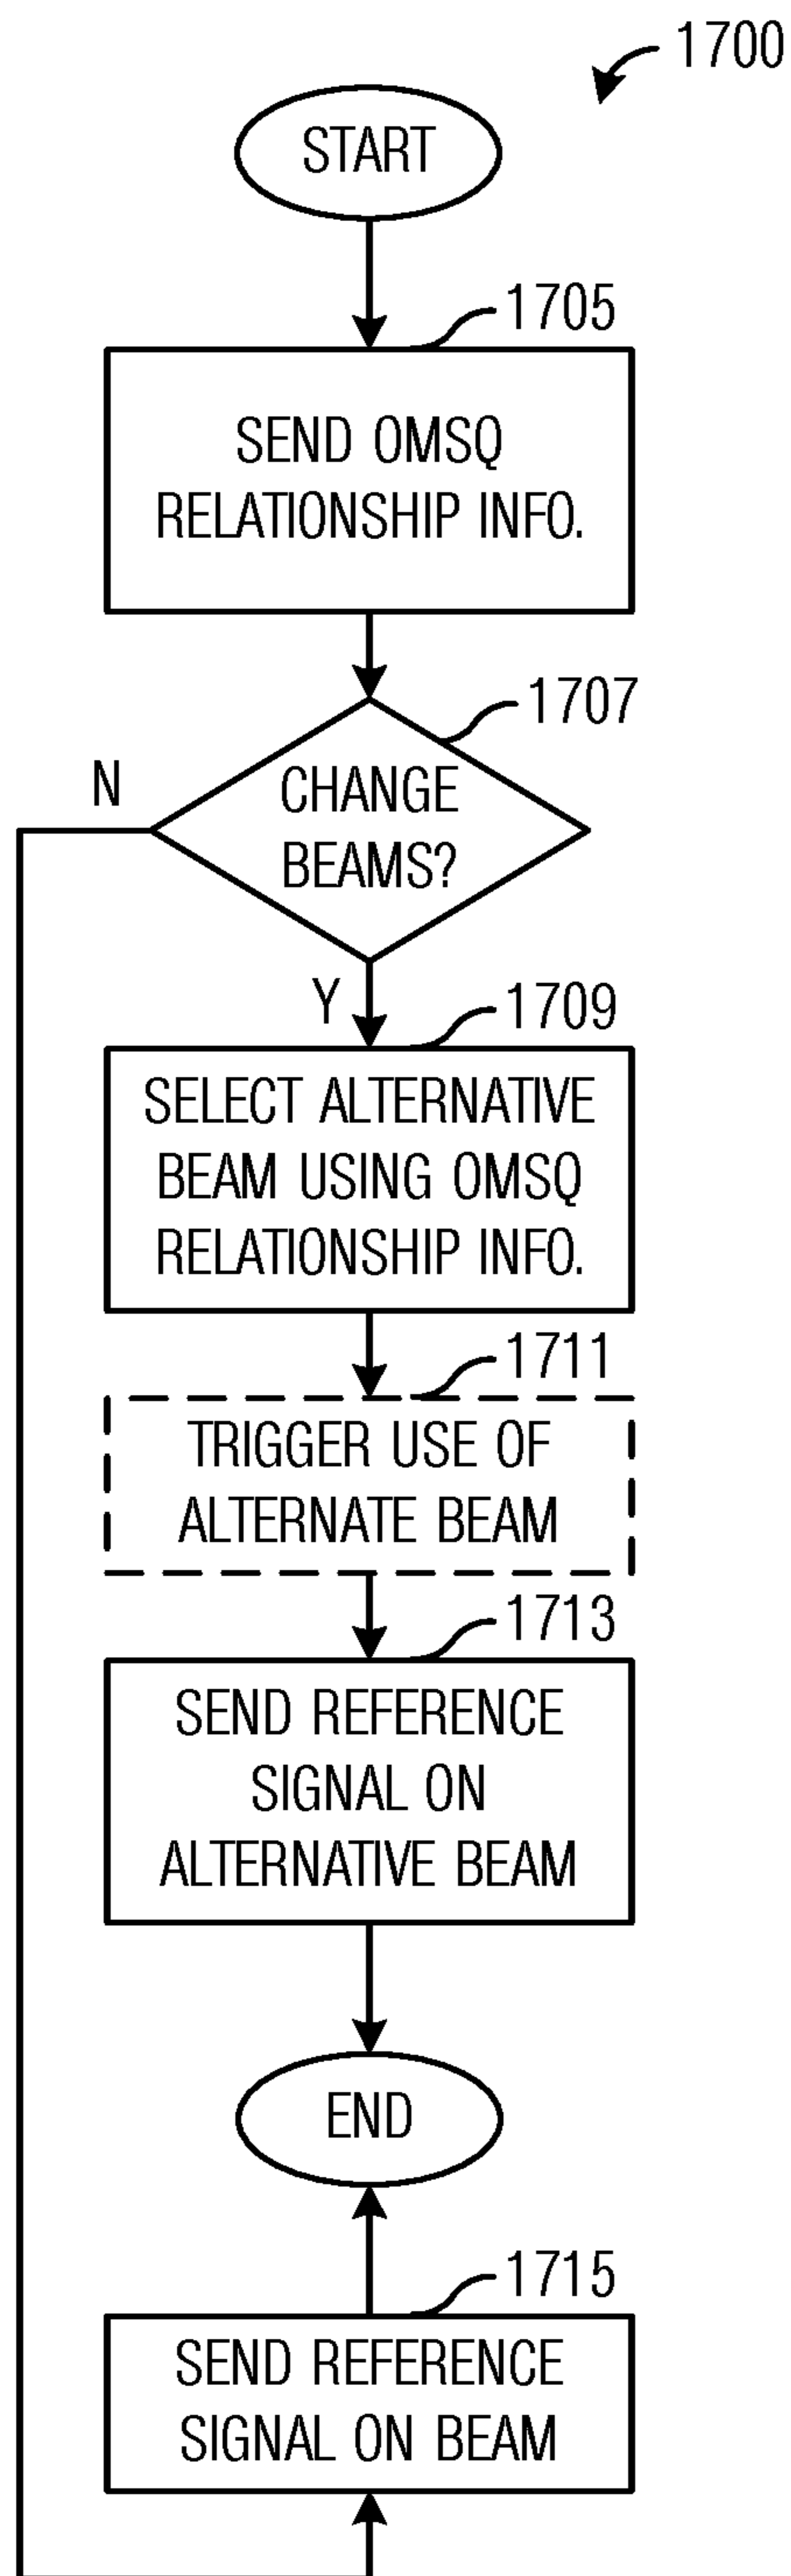 1700
START
1705
SEND OMSQ
RELATIONSHIP INFO.
1707
N
CHANGE
BEAMS?
Y
1709
SELECT ALTERNATIVE
BEAM USING OMSQ
RELATIONSHIP INFO.
1711
TRIGGER USE OF
ALTERNATE BEAM
1713
SEND REFERENCE
SIGNAL ON
ALTERNATIVE BEAM
END
1715
SEND REFERENCE
SIGNAL ON BEAM